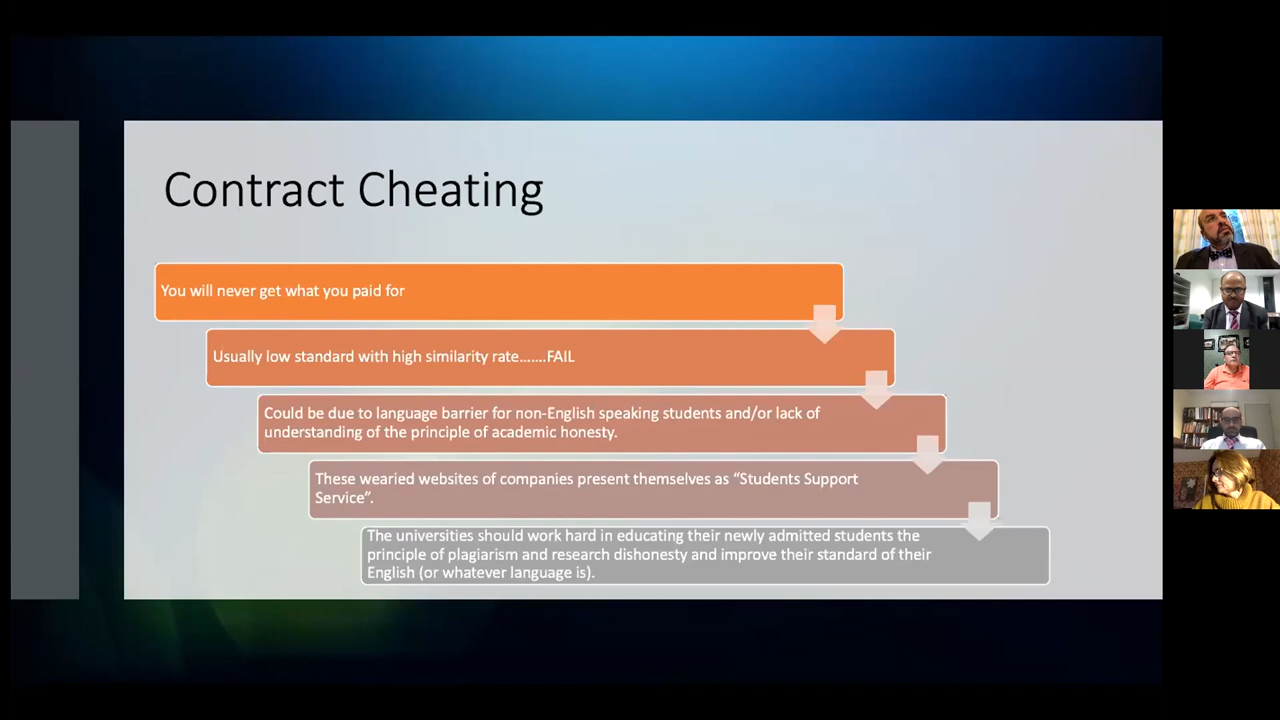 Contract Cheating
You will never get what you paid for
Usually low standard with high similarity rate.......FAIL
Could be due to language barrier for non-English speaking students and/or lack of
understanding of the principle of academic honesty.
These wearied websites of companies present themselves as “Students Support
Service”.
The universities should work hard in educating their newly admitted students the
principle of plagiarism and research dishonesty and improve their standard of their
English (or whatever language is).